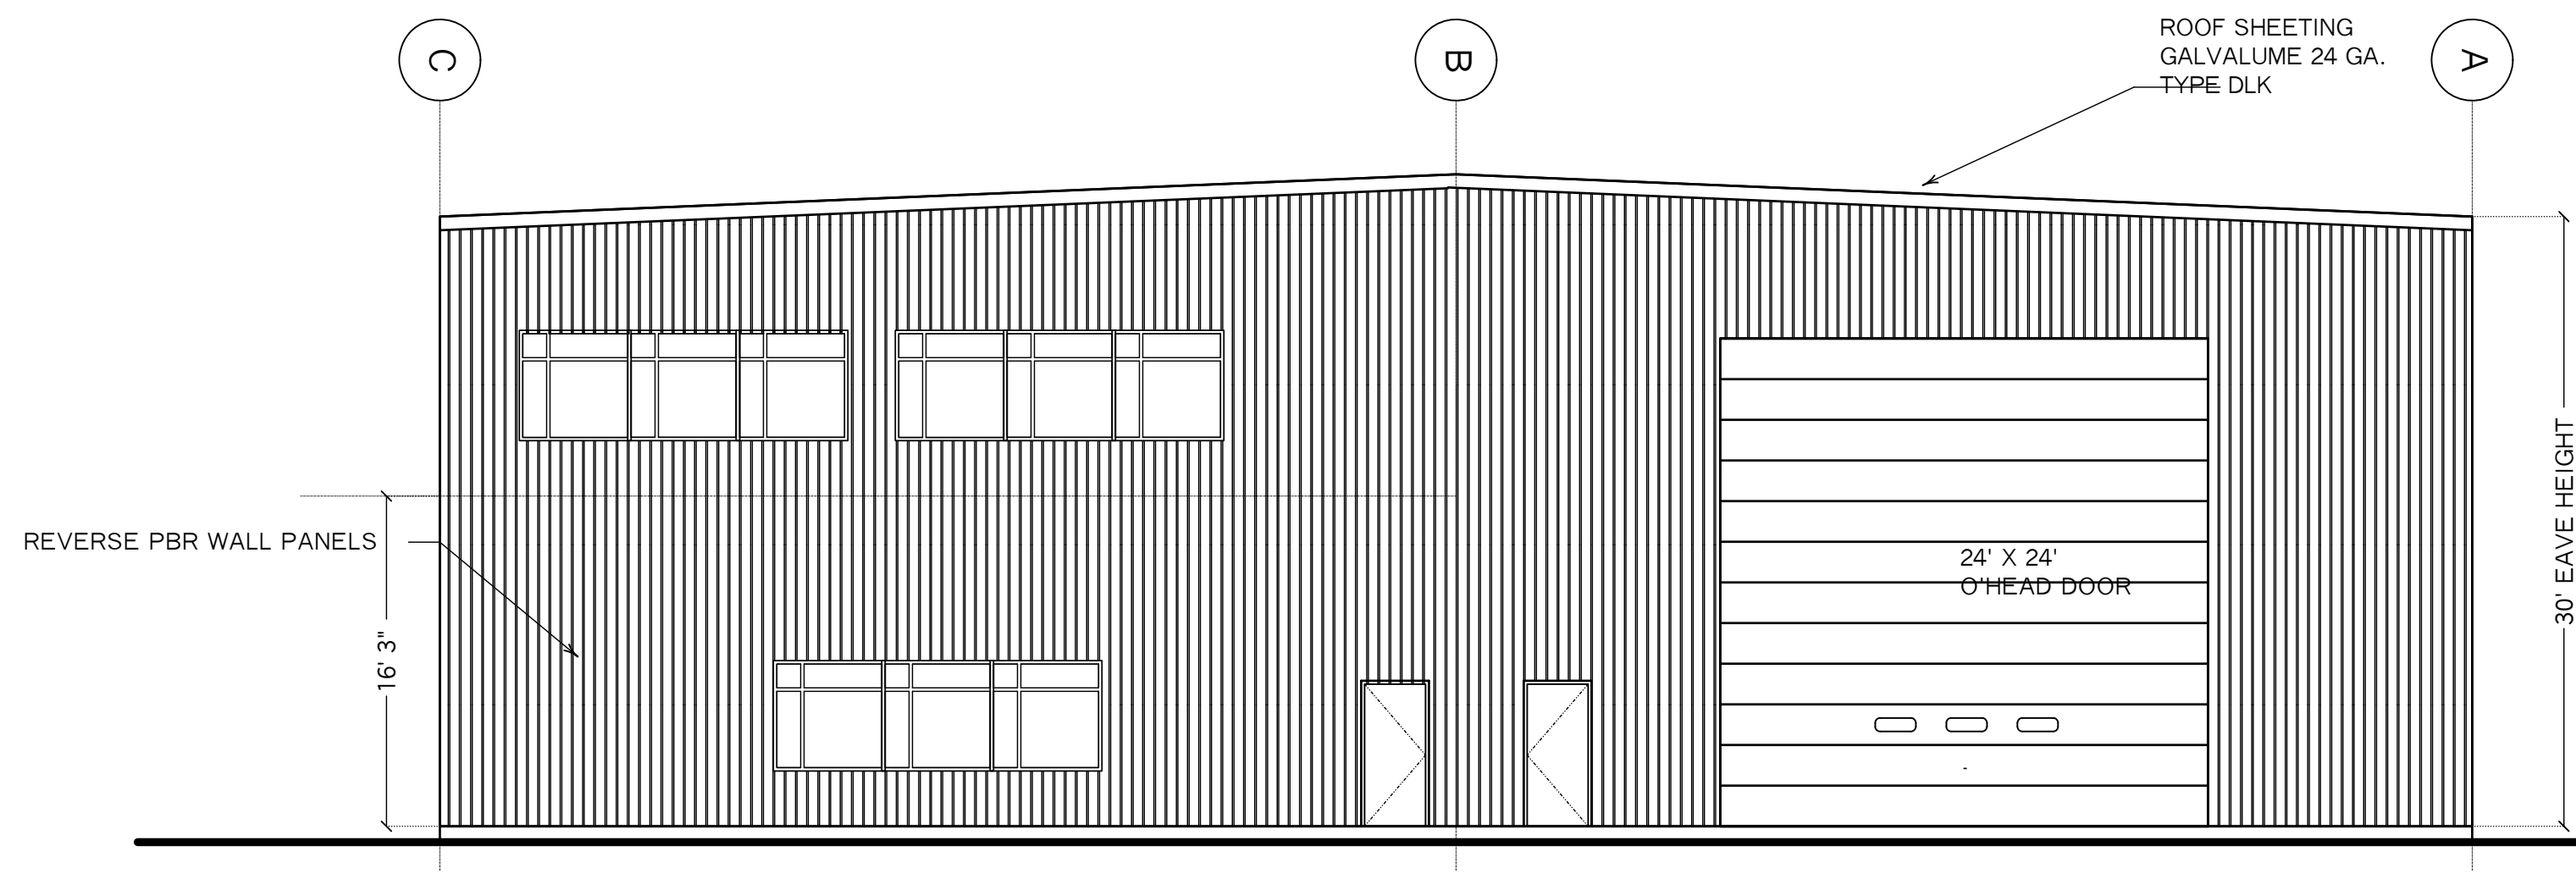 C
B
A
ROOF SHEETING
GALVALUME 24 GA.
TYPE DLK
REVERSE PBR WALL PANELS
16' 3"
24' X 24'
O'HEAD DOOR
30' EAVE HEIGHT